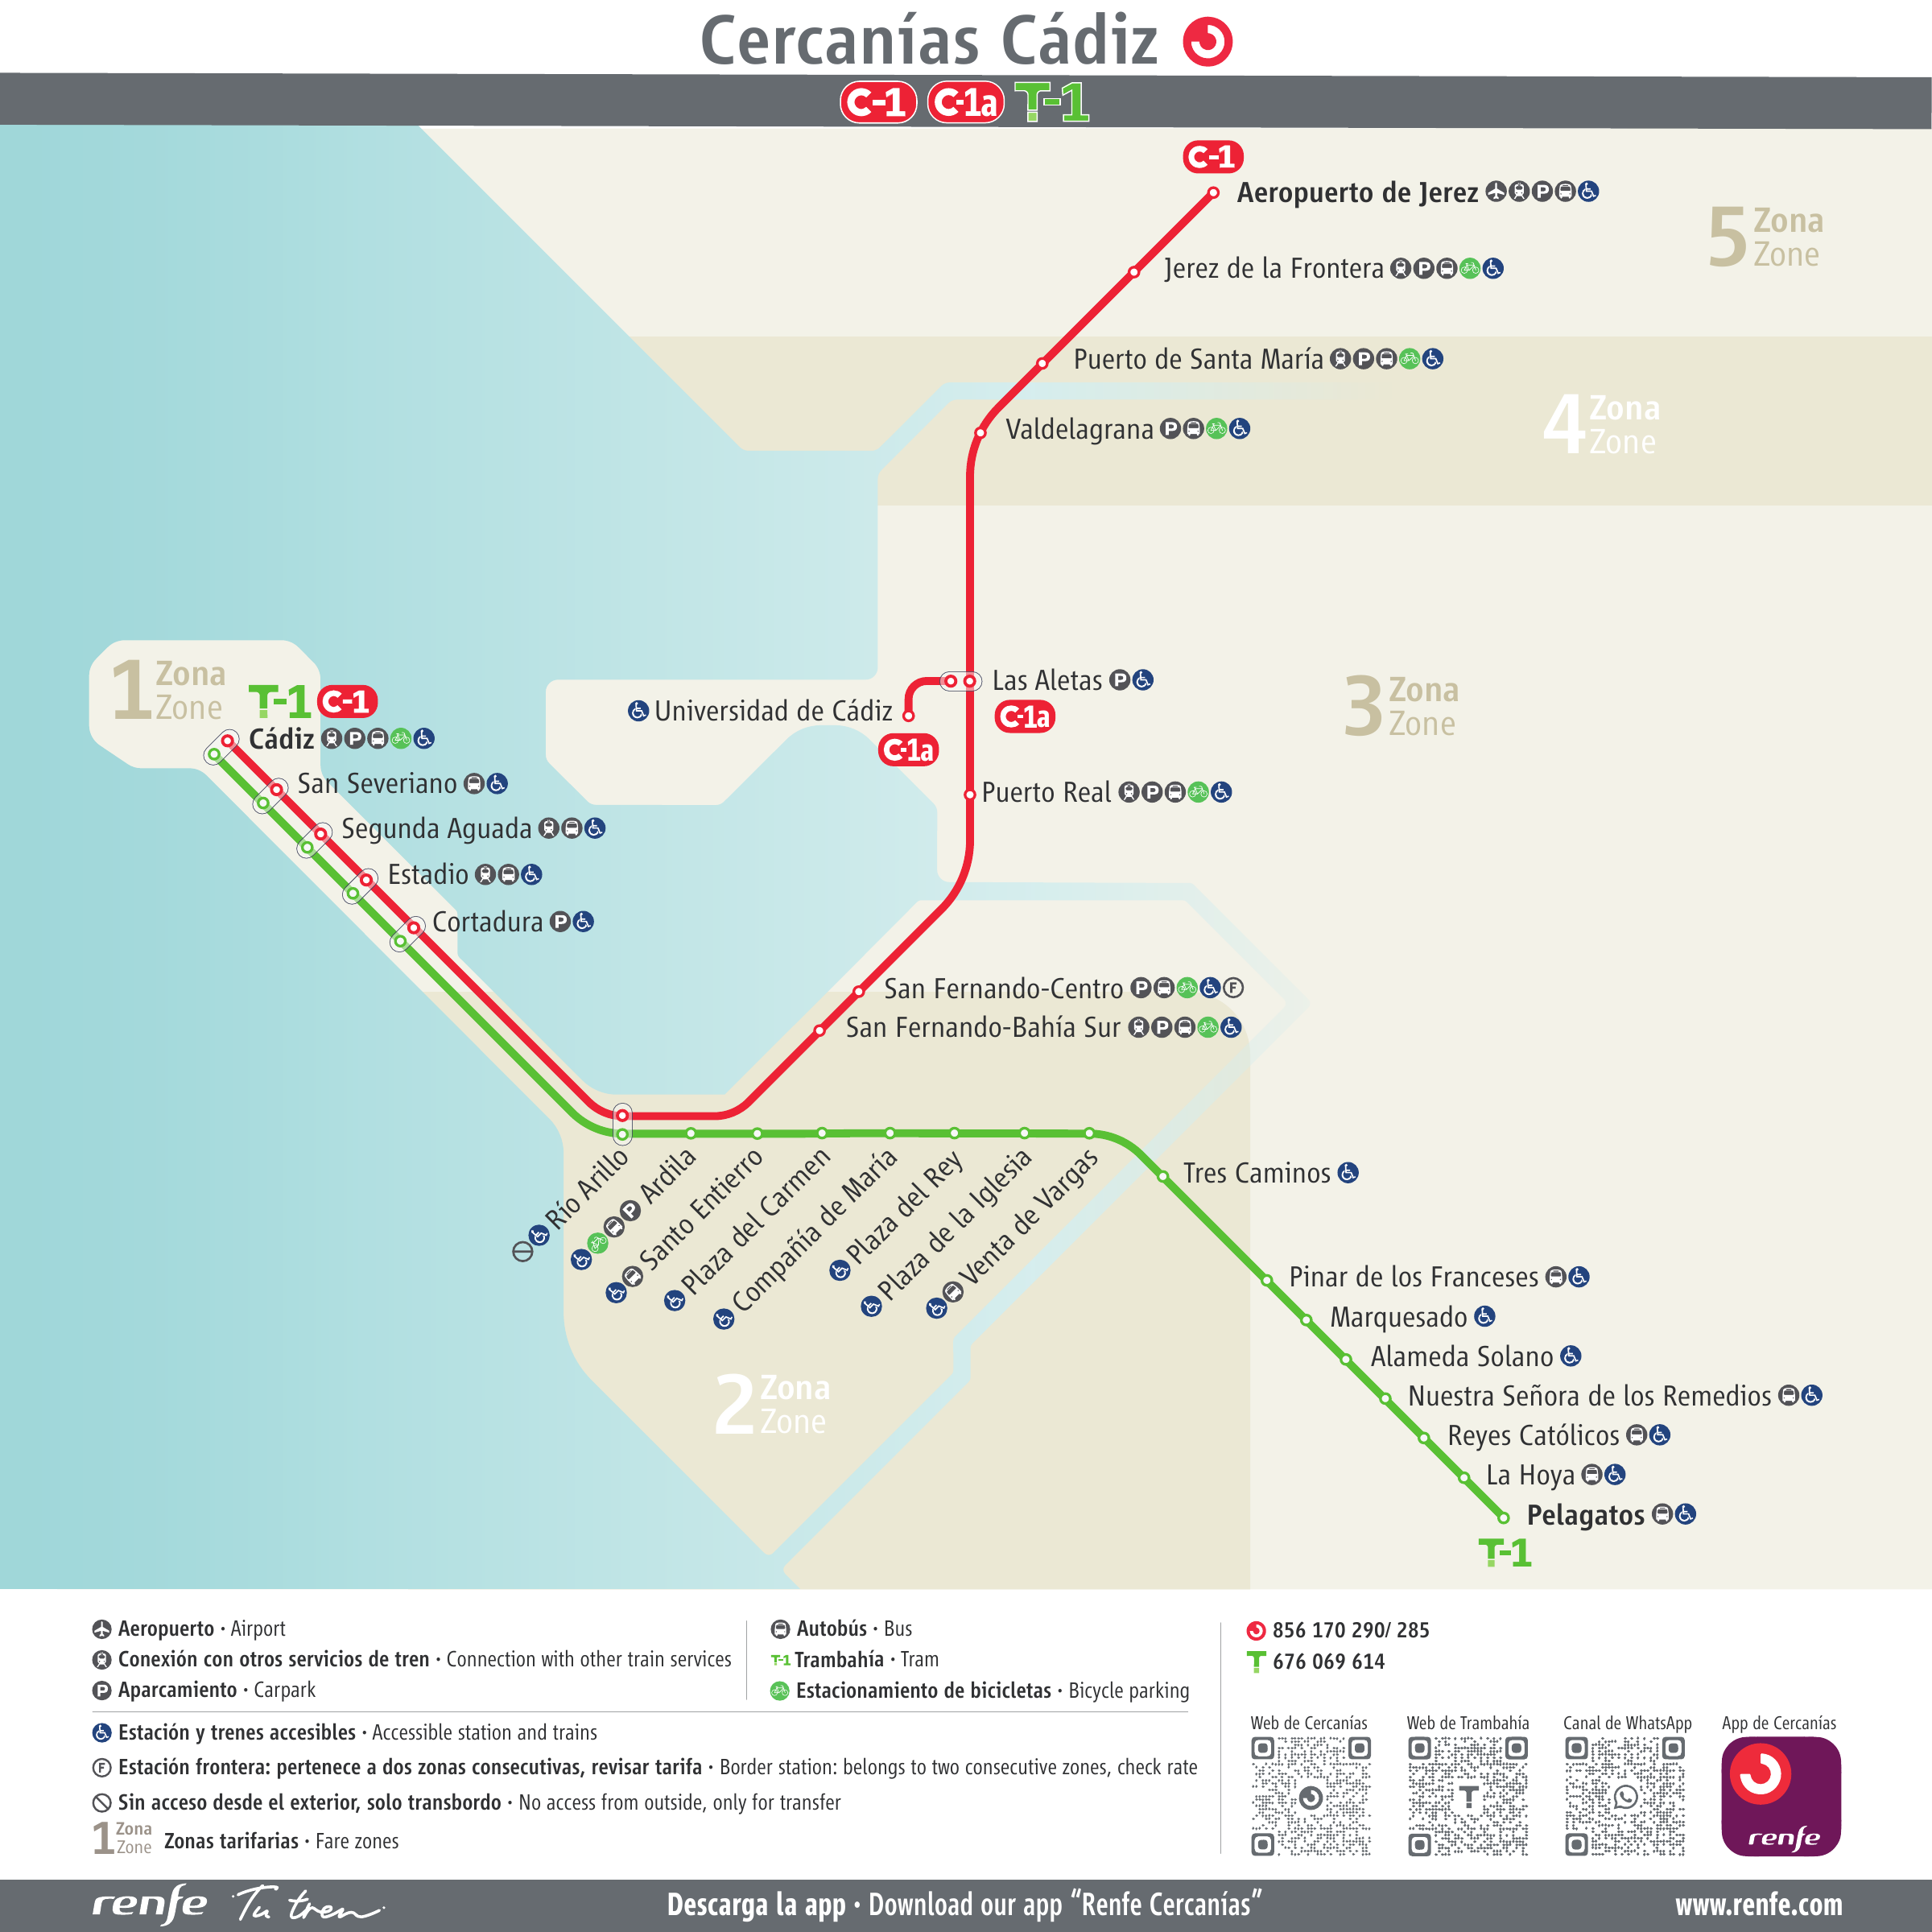 Cercanías Cádiz
C-1 C-1a T-1
C-1
Aeropuerto de Jerez P
5 Zona
Zone
Jerez de la Frontera P
Puerto de Santa María P
4 Zona
Zone
Valdelagrana P
1 Zona
Zone
T-1 C-1
Cádiz P
San Severiano
Segunda Aguada
Estadio
Cortadura P
Las Aletas P
C-1a
Universidad de Cádiz
C-1a
3 Zona
Zone
Puerto Real P
San Fernando-Centro P F
San Fernando-Bahía Sur P
Río Arillo
P Ardila
Santo Entierro
Plaza del Carmen
Compañía de María
Plaza del Rey
Plaza de la Iglesia
Venta de Vargas
Tres Caminos
Pinar de los Franceses
Marquesado
Alameda Solano
Nuestra Señora de los Remedios
Reyes Católicos
La Hoya
Pelagatos
T-1
2 Zona
Zone
Aeropuerto · Airport
Conexión con otros servicios de tren · Connection with other train services
P Aparcamiento · Carpark
Autobús · Bus
T-1 Trambahía · Tram
Estacionamiento de bicicletas · Bicycle parking
Estación y trenes accesibles · Accessible station and trains
F Estación frontera: pertenece a dos zonas consecutivas, revisar tarifa · Border station: belongs to two consecutive zones, check rate
Sin acceso desde el exterior, solo transbordo · No access from outside, only for transfer
1 Zona
Zone
Zonas tarifarias · Fare zones
856 170 290/ 285
T 676 069 614
Web de Cercanías
Web de Trambahía
T
Canal de WhatsApp
App de Cercanías
renfe
renfe Tu tren
Descarga la app · Download our app “Renfe Cercanías”
www.renfe.com